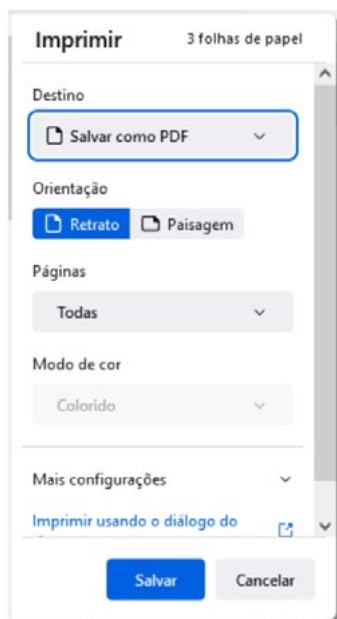 Imprimir 3 folhas de papel
Destino
Salvar como PDF
Orientação
Retrato Paisagem
Páginas
Todas
Modo de cor
Colorido
Mais configurações
Imprimir usando o diálogo do
Salvar Cancelar